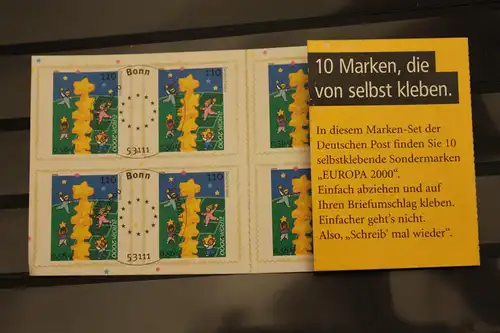 110
Bonn
110
53111
110
Bonn
110
53111
10 Marken, die
von selbst kleben.
In diesem Marken-Set der
Deutschen Post finden Sie 10
selbstklebende Sondermarken
„EUROPA 2000“.
Einfach abziehen und auf
Ihren Briefumschlag kleben.
Einfacher geht's nicht.
Also, „Schreib' mal wieder“.